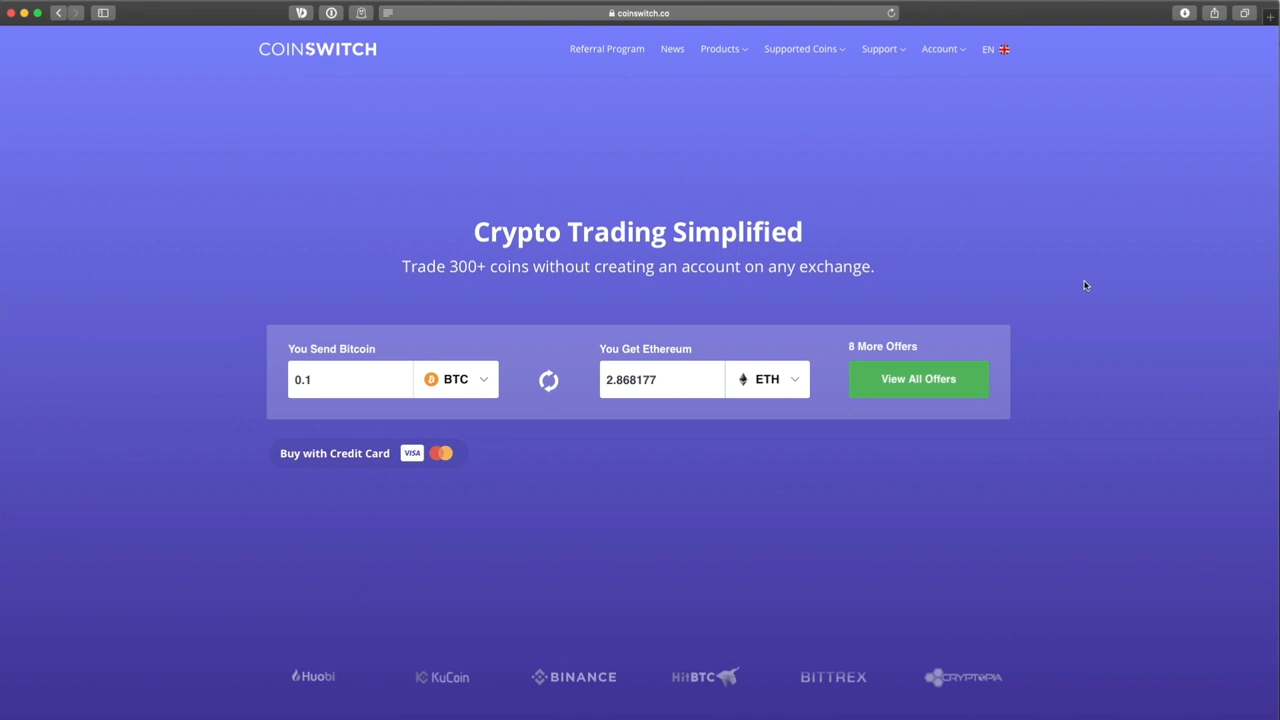 coinswitch.co
COINSWITCH
Referral Program News Products Supported Coins Support Account EN
Crypto Trading Simplified
Trade 300+ coins without creating an account on any exchange.
You Send Bitcoin
0.1 BTC
You Get Ethereum
2.868177 ETH
8 More Offers
View All Offers
Buy with Credit Card VISA
Huobi KuCoin BINANCE HitBTC BITTREX CRYPTOPIA